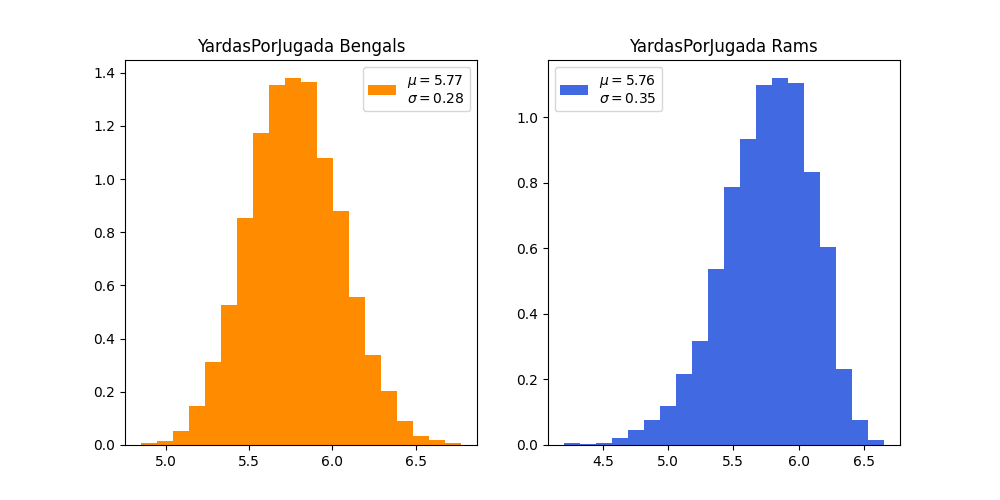 YardasPorJugada Bengals
μ = 5.77
σ = 0.28
1.4
1.2
1.0
0.8
0.6
0.4
0.2
0.0
5.0 5.5 6.0 6.5
YardasPorJugada Rams
μ = 5.76
σ = 0.35
1.0
0.8
0.6
0.4
0.2
0.0
4.5 5.0 5.5 6.0 6.5